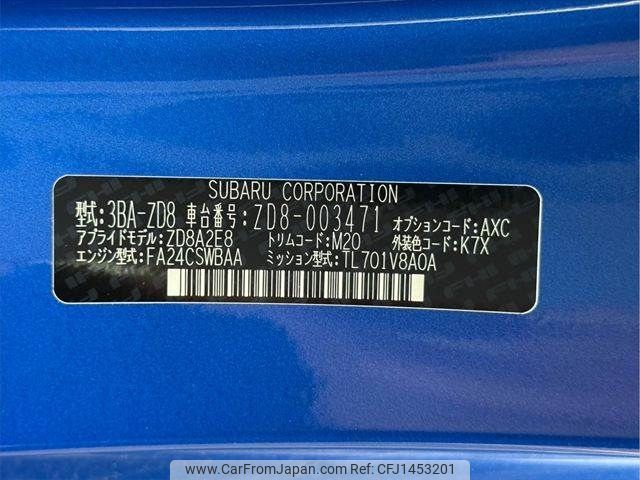 SUBARU CORPORATION
型式:3BA-ZD8 車台番号:ZD8-003471 オプションコード:AXC
アプライドモデル:ZD8A2E8 トリムコード:M20 外装色コード:K7X
エンジン型式:FA24CSWBAA ミッション型式:TL701V8A0A
www.CarFromJapan.com - Ref No: CFJ1453201